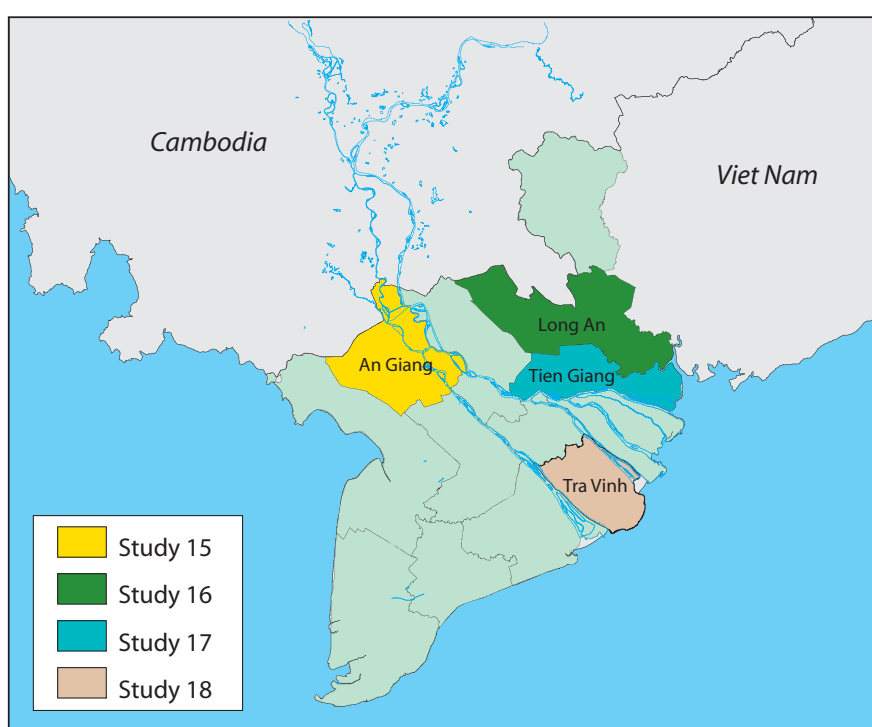 Cambodia
Viet Nam
Long An
An Giang
Tien Giang
Tra Vinh
Study 15
Study 16
Study 17
Study 18